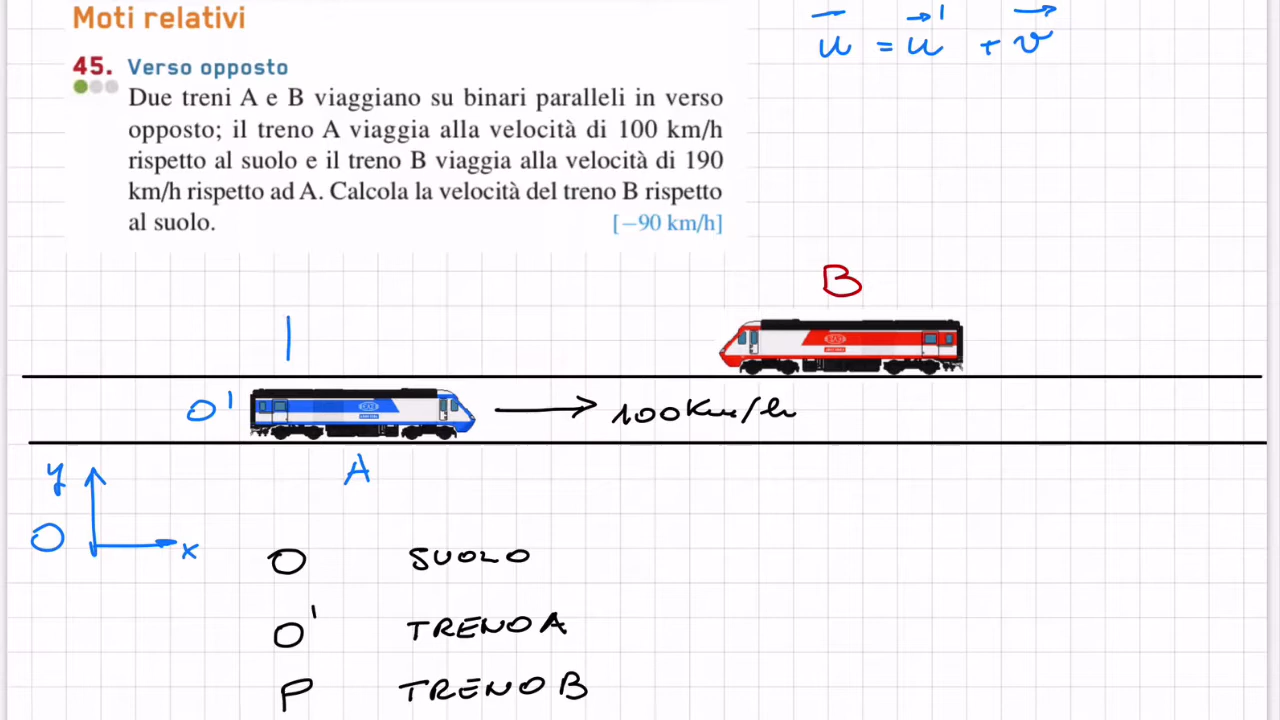 Moti relativi
u = u' + v
45. Verso opposto
Due treni A e B viaggiano su binari paralleli in verso
opposto; il treno A viaggia alla velocità di 100 km/h
rispetto al suolo e il treno B viaggia alla velocità di 190
km/h rispetto ad A. Calcola la velocità del treno B rispetto
al suolo. [−90 km/h]
B
O' 100 Km/h
A
y
O x
O SUOLO
O' TRENO A
P TRENO B